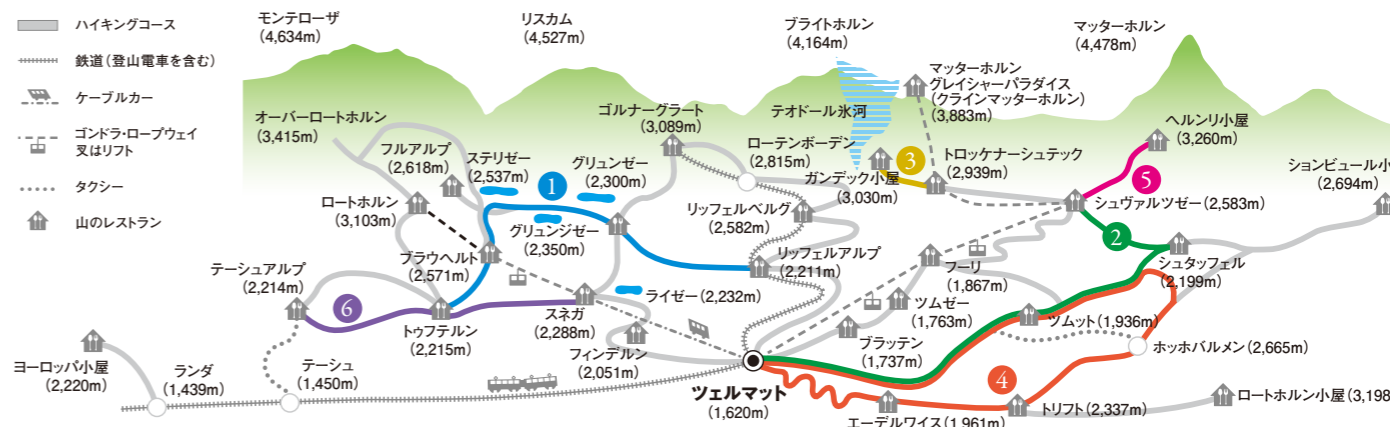 ハイキングコース
鉄道(登山電車を含む)
ケーブルカー
ゴンドラ・ロープウェイ
又はリフト
タクシー
山のレストラン
モンテローザ
(4,634m)
リスカム
(4,527m)
ブライトホルン
(4,164m)
マッターホルン
(4,478m)
マッターホルン
グレイシャーパラダイス
(クラインマッターホルン)
(3,883m)
テオドール氷河
オーバーロートホルン
(3,415m)
フルアルプ
(2,618m)
ステリゼー
(2,537m)
グリュンゼー
(2,300m)
ゴルナーグラート
(3,089m)
ローテンボーデン
(2,815m)
ガンデック小屋
(3,030m)
トロッケナーシュテック
(2,939m)
ヘルンリ小屋
(3,260m)
ションビュール小
(2,694m)
1
3
5
ロートホルン
(3,103m)
グリュンジゼー
(2,350m)
リッフェルベルグ
(2,582m)
シュヴァルツゼー(2,583m)
2
ブラウヘルト
(2,571m)
リッフェルアルプ
(2,211m)
フーリ
(1,867m)
シュタッフェル
(2,199m)
テーシュアルプ
(2,214m)
6
トゥフテルン
(2,215m)
スネガ
(2,288m)
ライゼー(2,232m)
ツムゼー
(1,763m)
ツムット(1,936m)
フィンデルン
(2,051m)
ブラッテン
(1,737m)
ホッホバルメン(2,665m)
ヨーロッパ小屋
(2,220m)
ランダ
(1,439m)
テーシュ
(1,450m)
ツェルマット
(1,620m)
4
エーデルワイス(1,961m)
トリフト(2,337m)
ロートホルン小屋(3,198